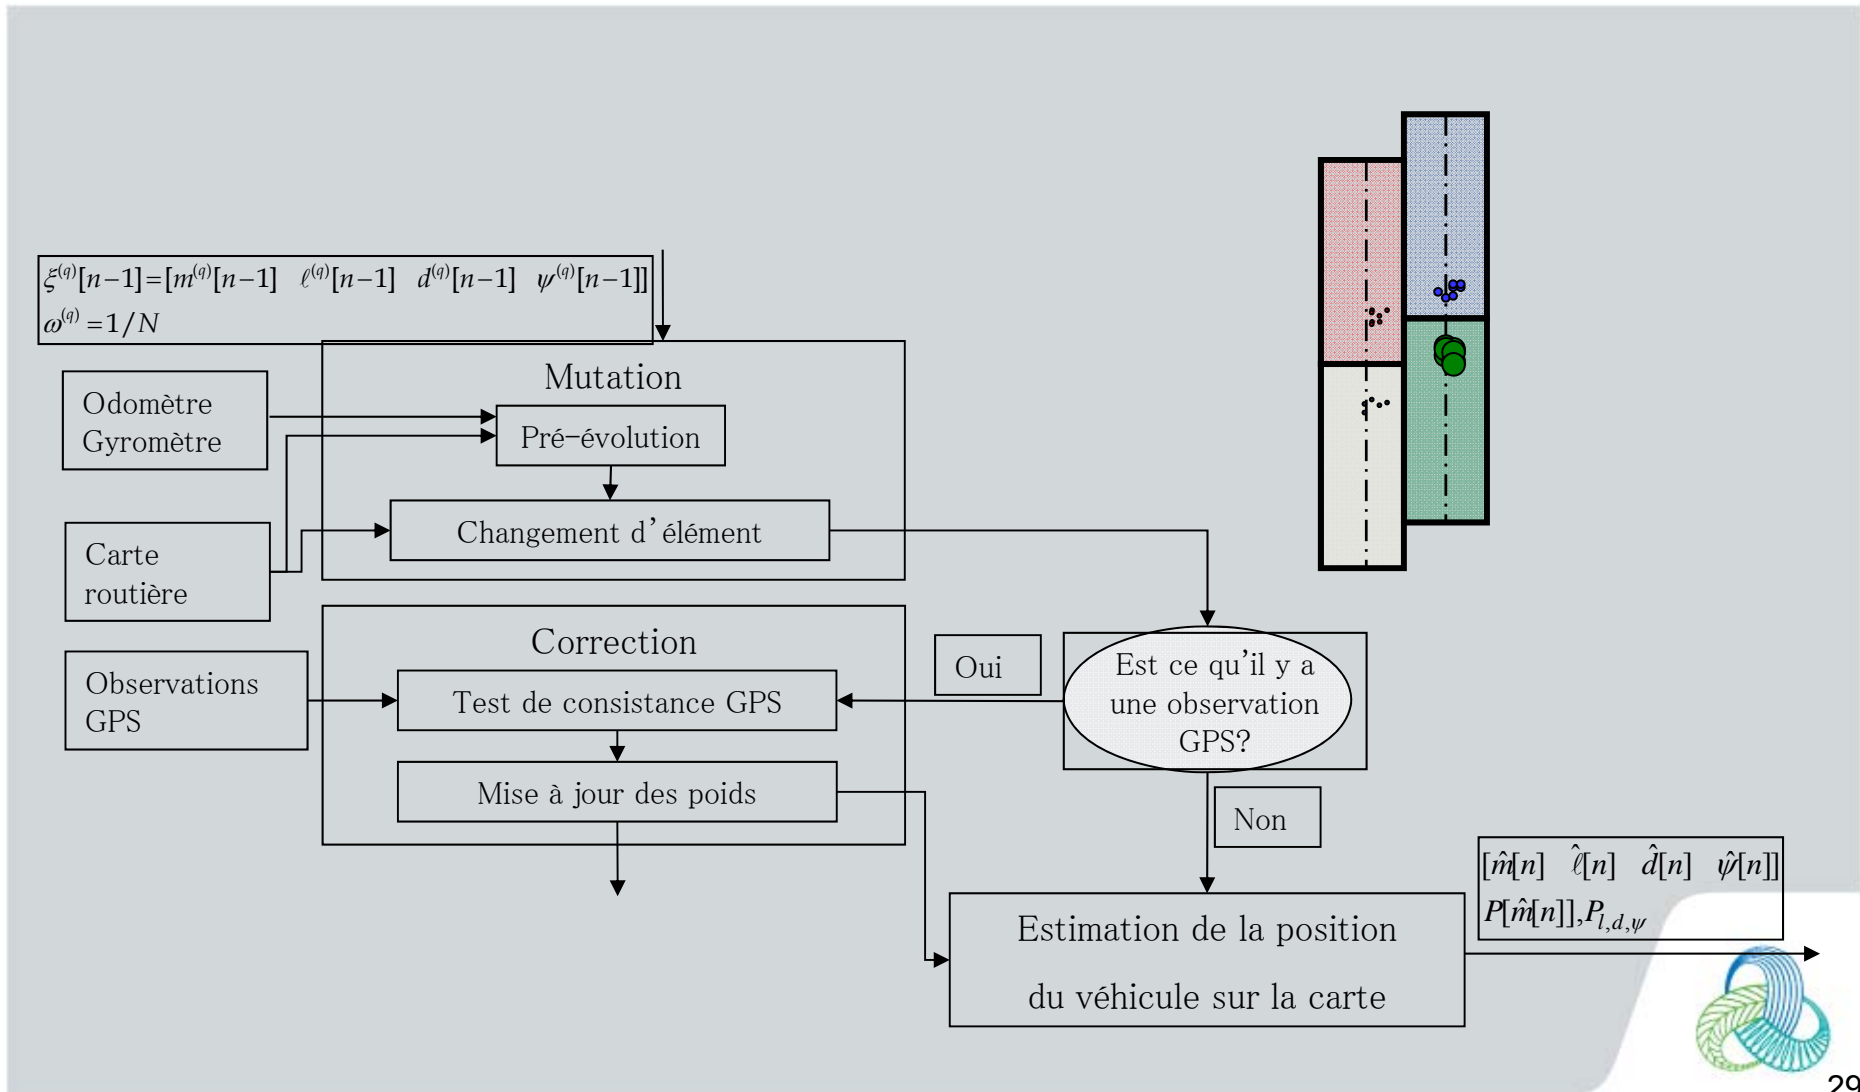 ξ^(q)[n−1]=[m^(q)[n−1] ℓ^(q)[n−1] d^(q)[n−1] ψ^(q)[n−1]]
ω^(q) =1/N
Mutation
Odomètre
Gyromètre
Pré-évolution
Changement d'élément
Carte
routière
Correction
Observations
GPS
Test de consistance GPS
Mise à jour des poids
Oui
Est ce qu'il y a
une observation
GPS?
Non
Estimation de la position
du véhicule sur la carte
[m̂[n] ℓ̂[n] d̂[n] ψ̂[n]]
P[m̂[n]],P_l,d,ψ
29